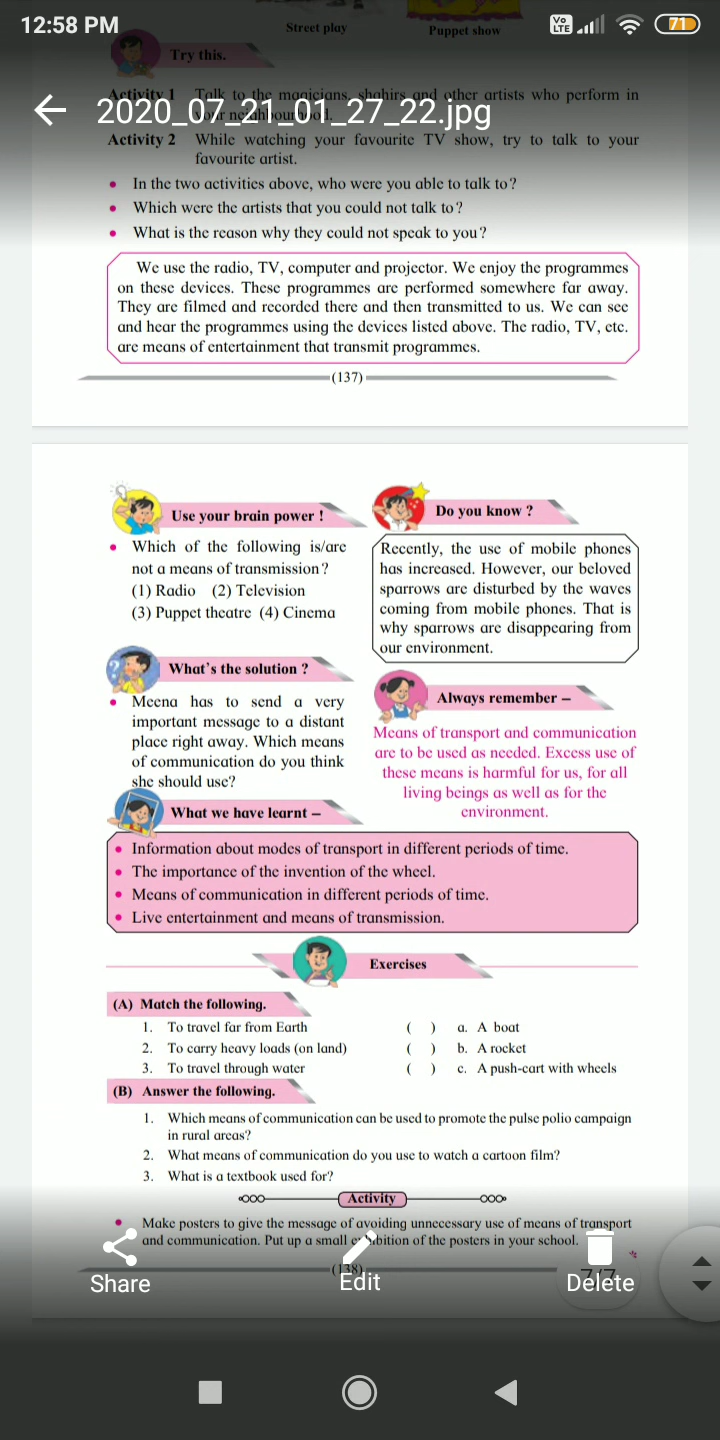 12:58 PM
Vo LTE
71
Street play
Puppet show
Try this.
2020_07_21_01_27_22.jpg
Activity 1 Talk to the magicians, shahirs and other artists who perform in
your neighbourhood.
Activity 2 While watching your favourite TV show, try to talk to your
favourite artist.
• In the two activities above, who were you able to talk to?
• Which were the artists that you could not talk to?
• What is the reason why they could not speak to you?
We use the radio, TV, computer and projector. We enjoy the programmes
on these devices. These programmes are performed somewhere far away.
They are filmed and recorded there and then transmitted to us. We can see
and hear the programmes using the devices listed above. The radio, TV, etc.
are means of entertainment that transmit programmes.
(137)
Use your brain power !
• Which of the following is/are
not a means of transmission?
(1) Radio (2) Television
(3) Puppet theatre (4) Cinema
Do you know ?
Recently, the use of mobile phones
has increased. However, our beloved
sparrows are disturbed by the waves
coming from mobile phones. That is
why sparrows are disappearing from
our environment.
What's the solution ?
• Meena has to send a very
important message to a distant
place right away. Which means
of communication do you think
she should use?
Always remember –
Means of transport and communication
are to be used as needed. Excess use of
these means is harmful for us, for all
living beings as well as for the
environment.
What we have learnt –
• Information about modes of transport in different periods of time.
• The importance of the invention of the wheel.
• Means of communication in different periods of time.
• Live entertainment and means of transmission.
Exercises
(A) Match the following.
1. To travel far from Earth ( ) a. A boat
2. To carry heavy loads (on land) ( ) b. A rocket
3. To travel through water ( ) c. A push-cart with wheels
(B) Answer the following.
1. Which means of communication can be used to promote the pulse polio campaign
in rural areas?
2. What means of communication do you use to watch a cartoon film?
3. What is a textbook used for?
Activity
• Make posters to give the message of avoiding unnecessary use of means of transport
and communication. Put up a small exhibition of the posters in your school.
(138)
7/7
Share
Edit
Delete